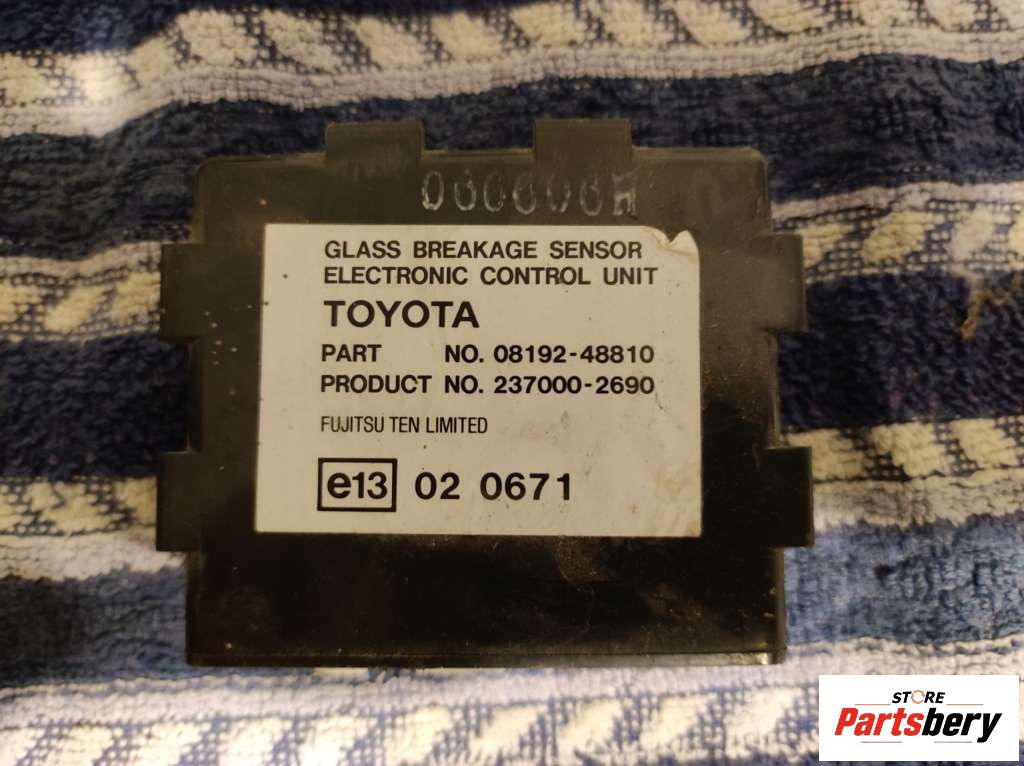 060606H
GLASS BREAKAGE SENSOR
ELECTRONIC CONTROL UNIT
TOYOTA
PART NO. 08192-48810
PRODUCT NO. 237000-2690
FUJITSU TEN LIMITED
e13 02 0671
STORE
Partsbery